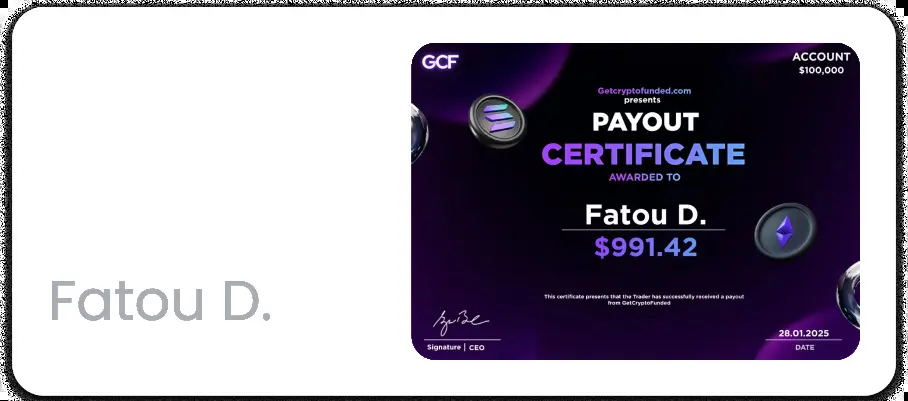 Fatou D.
GCF
ACCOUNT
$100,000
Getcryptofunded.com
presents
PAYOUT
CERTIFICATE
AWARDED TO
Fatou D.
$991.42
This certificate presents that the Trader has successfully received a payout
from GetCryptoFunded
Signature | CEO
28.01.2025
DATE